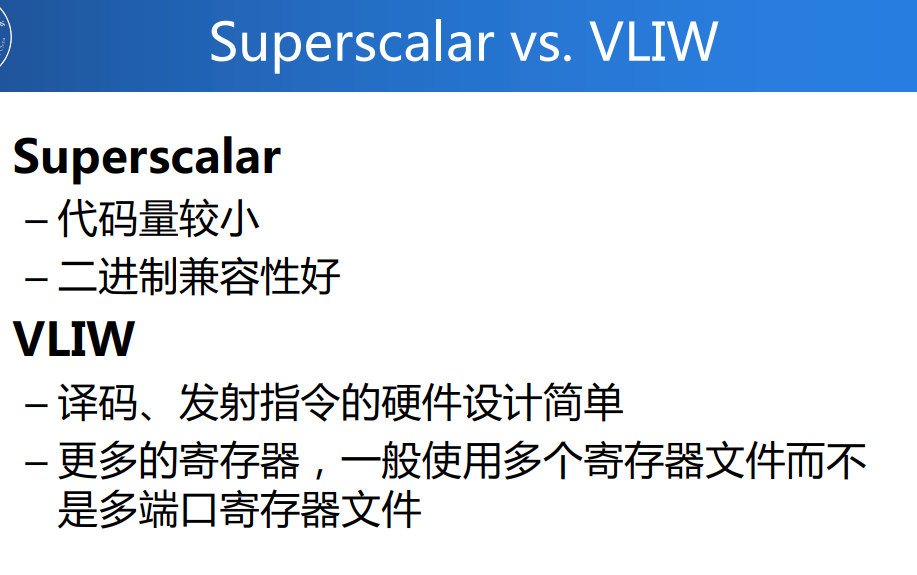 Superscalar vs. VLIW
Superscalar
– 代码量较小
– 二进制兼容性好
VLIW
– 译码、发射指令的硬件设计简单
– 更多的寄存器，一般使用多个寄存器文件而不
是多端口寄存器文件